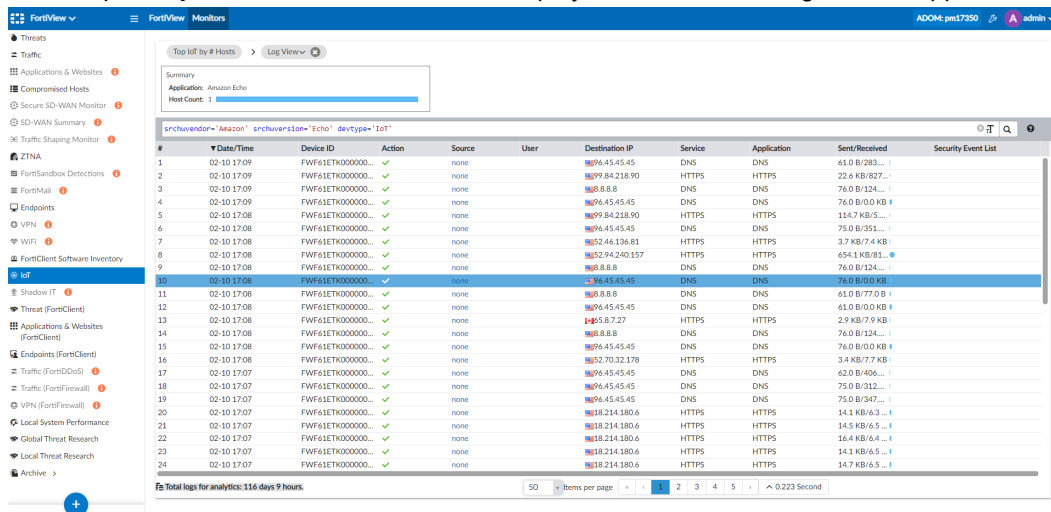 FortiView
FortiView Monitors
ADOM: pm17350
A admin
Threats
Traffic
Applications & Websites
Compromised Hosts
Secure SD-WAN Monitor
SD-WAN Summary
Traffic Shaping Monitor
ZTNA
FortiSandbox Detections
FortiMail
Endpoints
VPN
WiFi
FortiClient Software Inventory
IoT
Shadow IT
Threat (FortiClient)
Applications & Websites
(FortiClient)
Endpoints (FortiClient)
Traffic (FortiDDoS)
Traffic (FortiFirewall)
VPN (FortiFirewall)
Local System Performance
Global Threat Research
Local Threat Research
Archive >
+
Top IoT by # Hosts > Log View
Summary
Application: Amazon Echo
Host Count: 1
srchwvendor='Amazon' srchwversion='Echo' devtype='IoT'
# ▼Date/Time Device ID Action Source User Destination IP Service Application Sent/Received Security Event List
1 02-10 17:09 FWF61ETK000000... ✓ none 96.45.45.45 DNS DNS 61.0 B/283....
2 02-10 17:09 FWF61ETK000000... ✓ none 99.84.218.90 HTTPS HTTPS 22.6 KB/827...
3 02-10 17:09 FWF61ETK000000... ✓ none 8.8.8.8 DNS DNS 76.0 B/124....
4 02-10 17:09 FWF61ETK000000... ✓ none 96.45.45.45 DNS DNS 76.0 B/0.0 KB
5 02-10 17:08 FWF61ETK000000... ✓ none 99.84.218.90 HTTPS HTTPS 114.7 KB/5....
6 02-10 17:08 FWF61ETK000000... ✓ none 96.45.45.45 DNS DNS 75.0 B/351....
7 02-10 17:08 FWF61ETK000000... ✓ none 52.46.136.81 HTTPS HTTPS 3.7 KB/7.4 KB
8 02-10 17:08 FWF61ETK000000... ✓ none 52.94.240.157 HTTPS HTTPS 654.1 KB/81...
9 02-10 17:08 FWF61ETK000000... ✓ none 8.8.8.8 DNS DNS 76.0 B/124....
10 02-10 17:08 FWF61ETK000000... ✓ none 96.45.45.45 DNS DNS 76.0 B/0.0 KB
11 02-10 17:08 FWF61ETK000000... ✓ none 8.8.8.8 DNS DNS 61.0 B/77.0 B
12 02-10 17:08 FWF61ETK000000... ✓ none 96.45.45.45 DNS DNS 61.0 B/0.0 KB
13 02-10 17:08 FWF61ETK000000... ✓ none 65.8.7.27 HTTPS HTTPS 2.9 KB/7.9 KB
14 02-10 17:08 FWF61ETK000000... ✓ none 8.8.8.8 DNS DNS 76.0 B/124....
15 02-10 17:08 FWF61ETK000000... ✓ none 96.45.45.45 DNS DNS 76.0 B/0.0 KB
16 02-10 17:08 FWF61ETK000000... ✓ none 52.70.32.178 HTTPS HTTPS 3.4 KB/7.7 KB
17 02-10 17:07 FWF61ETK000000... ✓ none 96.45.45.45 DNS DNS 62.0 B/406....
18 02-10 17:07 FWF61ETK000000... ✓ none 96.45.45.45 DNS DNS 75.0 B/312....
19 02-10 17:07 FWF61ETK000000... ✓ none 96.45.45.45 DNS DNS 75.0 B/347....
20 02-10 17:07 FWF61ETK000000... ✓ none 18.214.180.6 HTTPS HTTPS 14.1 KB/6.3 ...
21 02-10 17:07 FWF61ETK000000... ✓ none 18.214.180.6 HTTPS HTTPS 14.5 KB/6.5 ...
22 02-10 17:07 FWF61ETK000000... ✓ none 18.214.180.6 HTTPS HTTPS 16.4 KB/6.4 ...
23 02-10 17:07 FWF61ETK000000... ✓ none 18.214.180.6 HTTPS HTTPS 14.1 KB/6.5 ...
24 02-10 17:07 FWF61ETK000000... ✓ none 18.214.180.6 HTTPS HTTPS 14.7 KB/6.5 ...
Total logs for analytics: 116 days 9 hours.
50 Items per page « ‹ 1 2 3 4 5 › ^ 0.223 Second